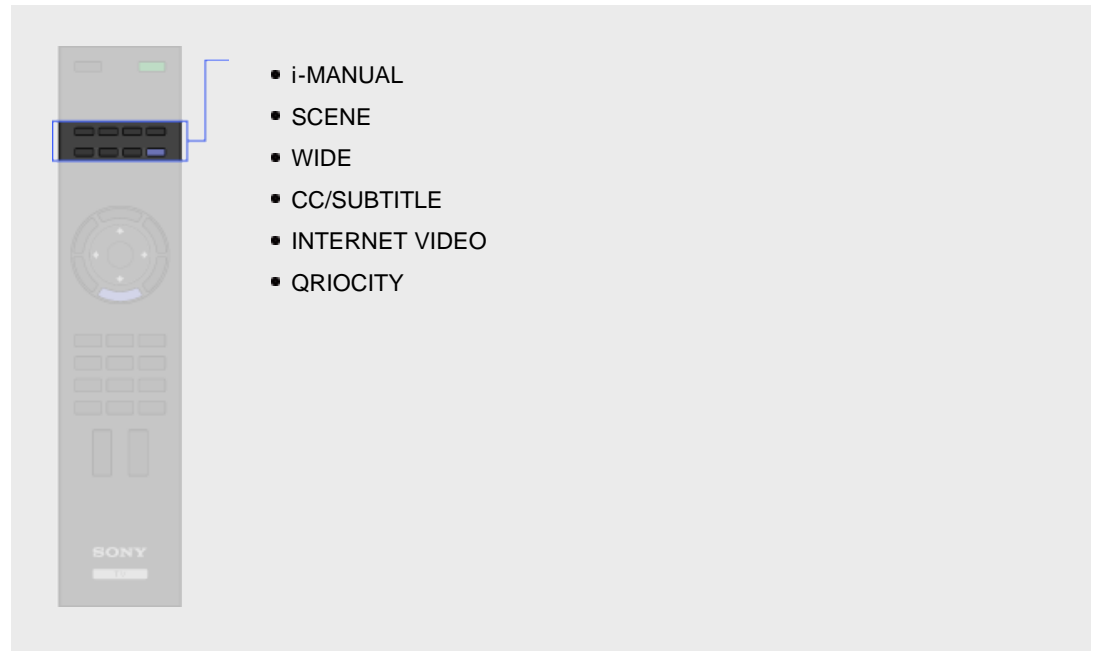 • i-MANUAL
• SCENE
• WIDE
• CC/SUBTITLE
• INTERNET VIDEO
• QRIOCITY
SONY